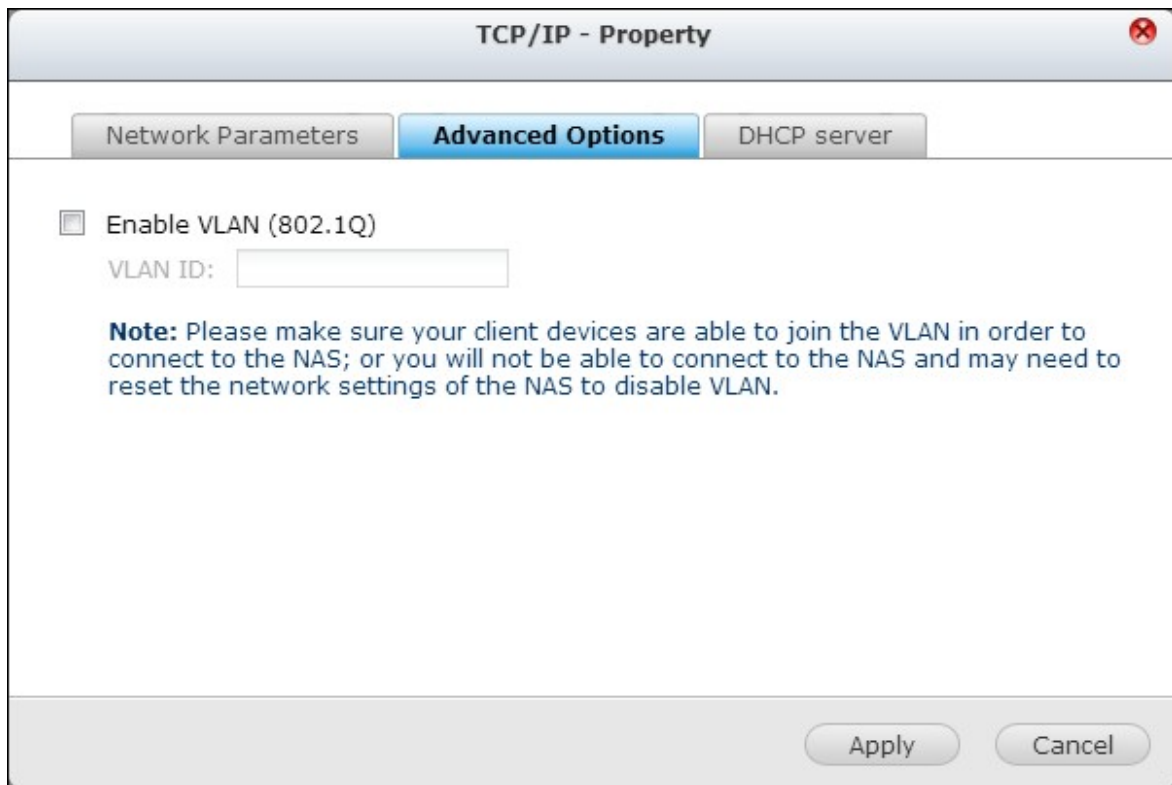 TCP/IP - Property
Network Parameters
Advanced Options
DHCP server
Enable VLAN (802.1Q)
VLAN ID:
Note: Please make sure your client devices are able to join the VLAN in order to
connect to the NAS; or you will not be able to connect to the NAS and may need to
reset the network settings of the NAS to disable VLAN.
Apply
Cancel